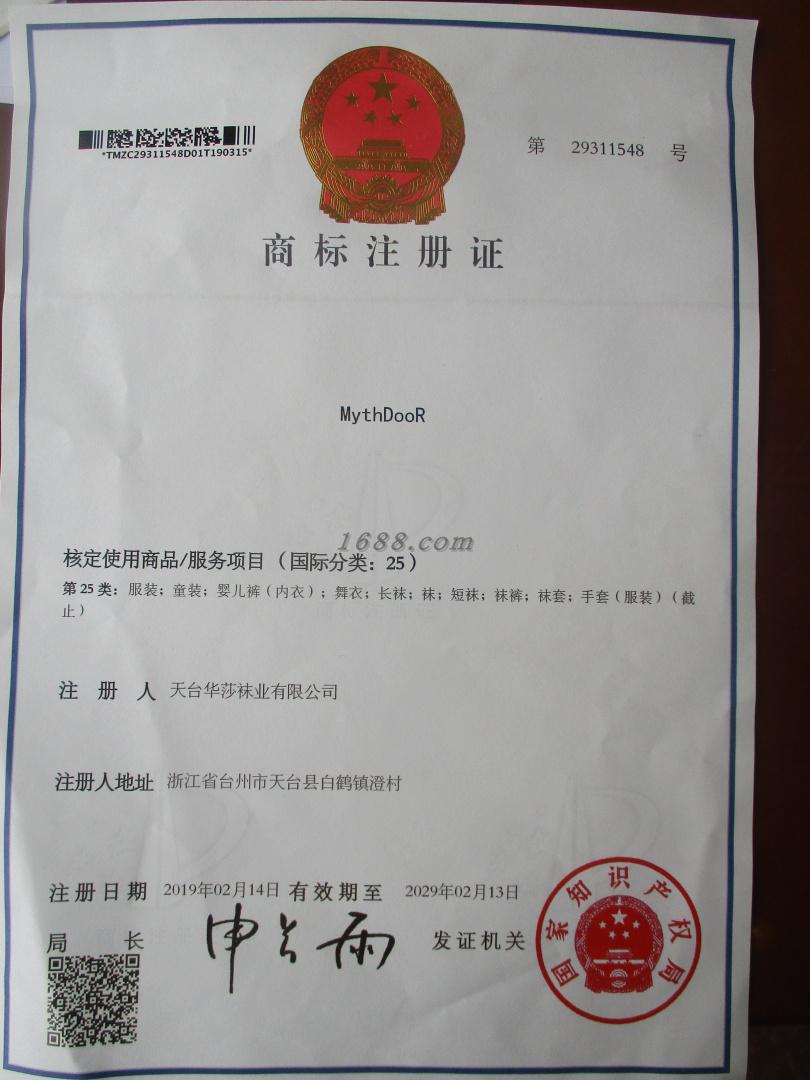 *TMZC29311548D01T190315*
第 29311548 号
商标注册证
MythDooR
1688.com
核定使用商品/服务项目（国际分类：25）
第25类：服装；童装；婴儿裤（内衣）；舞衣；长袜；袜；短袜；袜裤；袜套；手套（服装）（截
止）
注册人 天台华莎袜业有限公司
注册人地址 浙江省台州市天台县白鹤镇澄村
注册日期 2019年02月14日 有效期至 2029年02月13日
局长 申长雨 发证机关
国家知识产权局